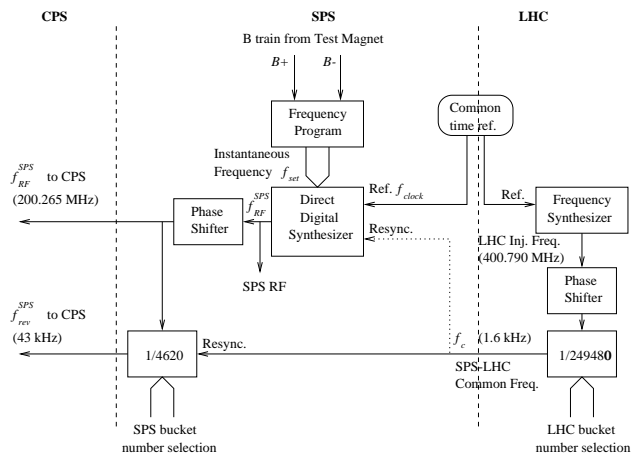 CPS
SPS
LHC
B train from Test Magnet
B+
B-
Frequency
Program
Common
time ref.
Instantaneous
Frequency f_set
f_RF^SPS to CPS
(200.265 MHz)
Phase
Shifter
f_RF^SPS
Direct
Digital
Synthesizer
Ref. f_clock
Resync.
Ref.
Frequency
Synthesizer
LHC Inj. Freq.
(400.790 MHz)
SPS RF
Phase
Shifter
f_rev^SPS to CPS
(43 kHz)
1/4620
Resync.
f_c (1.6 kHz)
SPS-LHC
Common Freq.
1/249480
SPS bucket
number selection
LHC bucket
number selection